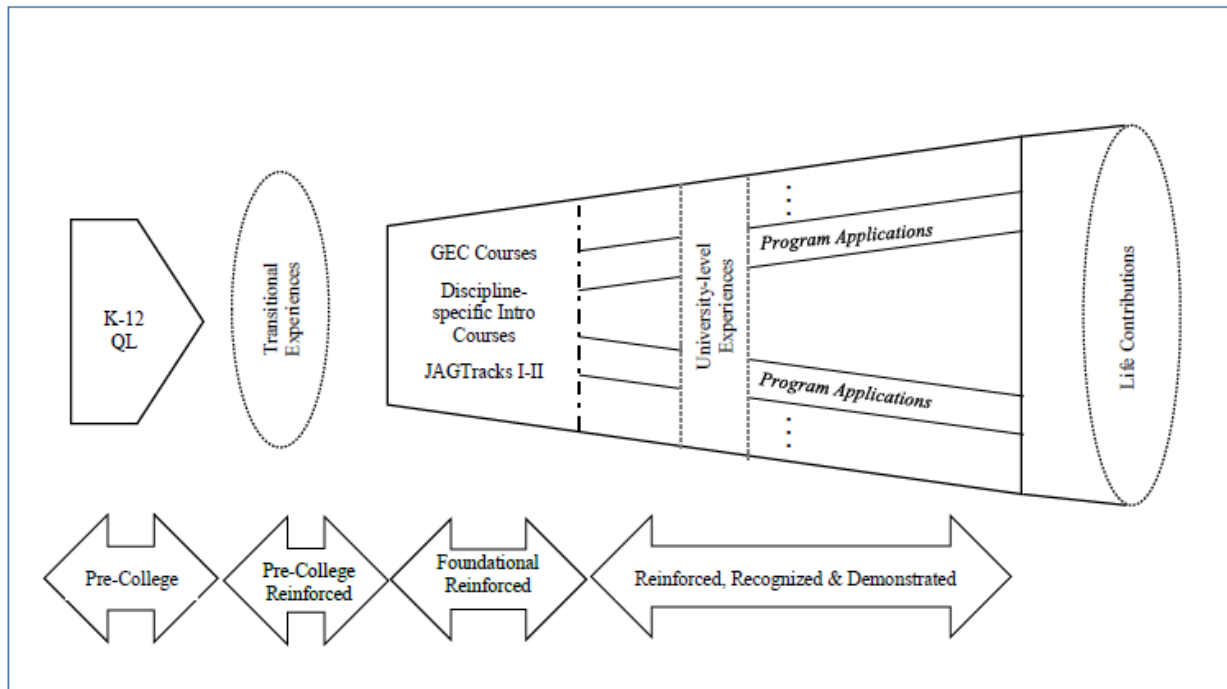 K-12
QL
Transitional
Experiences
GEC Courses
Discipline-
specific Intro
Courses
JAGTracks I-II
University-level
Experiences
Program Applications
Program Applications
Life Contributions
Pre-College
Pre-College
Reinforced
Foundational
Reinforced
Reinforced, Recognized & Demonstrated